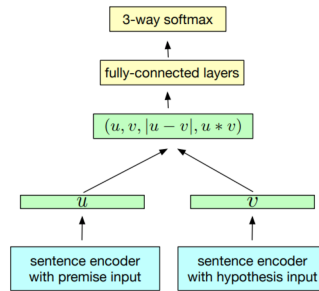 3-way softmax
fully-connected layers
(u, v, |u − v|, u ∗ v)
u
v
sentence encoder
with premise input
sentence encoder
with hypothesis input